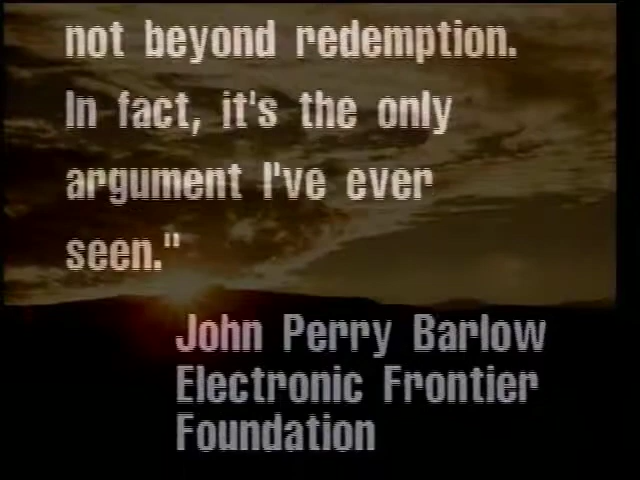 not beyond redemption.
In fact, it's the only
argument I've ever
seen."
John Perry Barlow
Electronic Frontier
Foundation